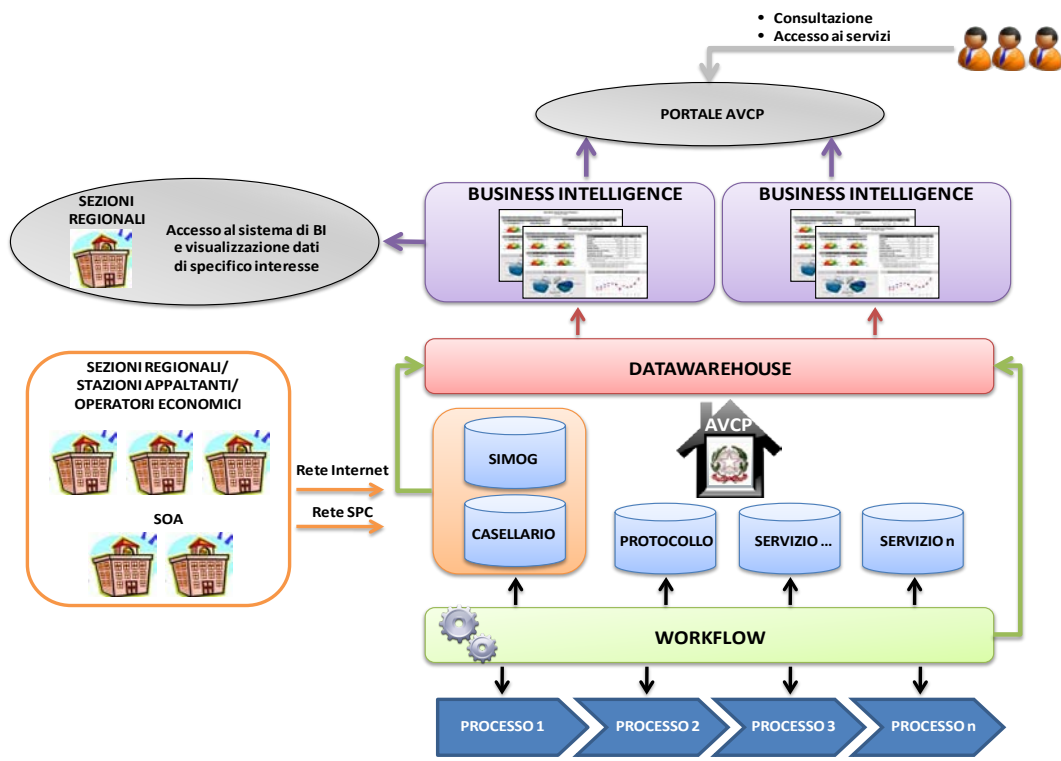 • Consultazione
• Accesso ai servizi
PORTALE AVCP
SEZIONI
REGIONALI
Accesso al sistema di BI
e visualizzazione dati
di specifico interesse
BUSINESS INTELLIGENCE
BUSINESS INTELLIGENCE
DATAWAREHOUSE
SEZIONI REGIONALI/
STAZIONI APPALTANTI/
OPERATORI ECONOMICI
SOA
Rete Internet
Rete SPC
SIMOG
CASELLARIO
AVCP
PROTOCOLLO
SERVIZIO ...
SERVIZIO n
WORKFLOW
PROCESSO 1
PROCESSO 2
PROCESSO 3
PROCESSO n